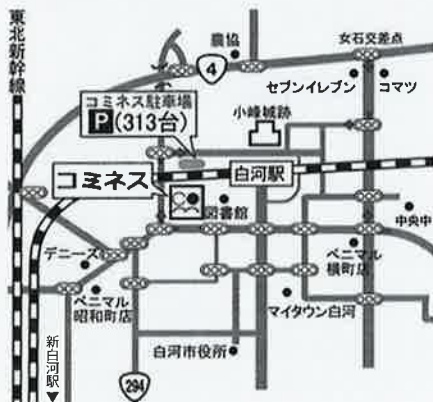 東北新幹線
農協
女石交差点
4
セブンイレブン
コマツ
コミネス駐車場
P(313台)
小峰城跡
コミネス
白河駅
図書館
中央中
デニーズ
ベニマル
横町店
ベニマル
昭和町店
マイタウン白河
新白河駅▼
白河市役所
294